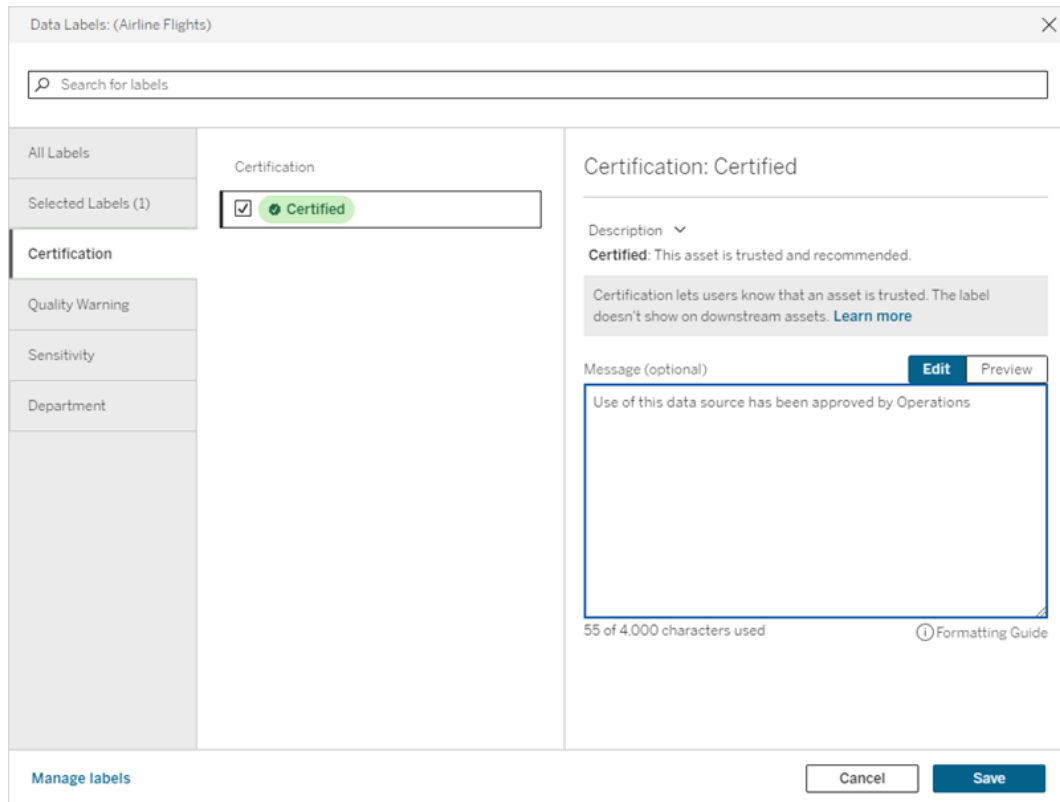 Data Labels: (Airline Flights)
Search for labels
All Labels
Selected Labels (1)
Certification
Quality Warning
Sensitivity
Department
Certification
Certified
Certification: Certified
Description
Certified: This asset is trusted and recommended.
Certification lets users know that an asset is trusted. The label
doesn't show on downstream assets. Learn more
Message (optional)
Edit
Preview
Use of this data source has been approved by Operations
55 of 4,000 characters used
Formatting Guide
Manage labels
Cancel
Save